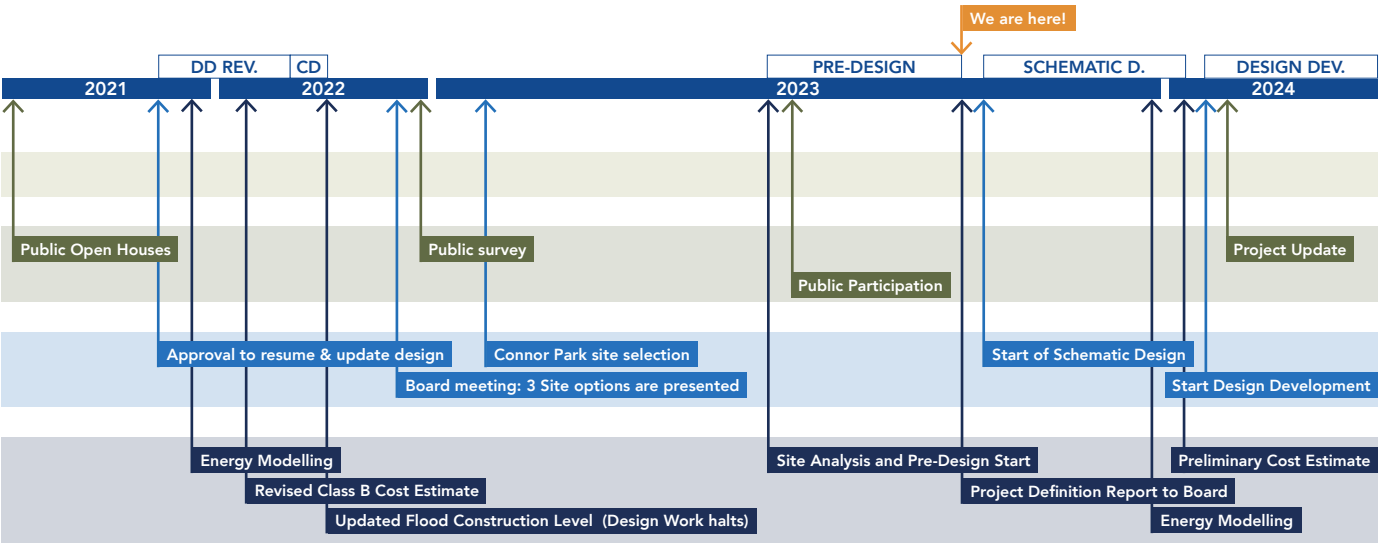 We are here!
DD REV.
CD
PRE-DESIGN
SCHEMATIC D.
DESIGN DEV.
2021
2022
2023
2024
Public Open Houses
Public survey
Project Update
Public Participation
Approval to resume & update design
Connor Park site selection
Start of Schematic Design
Board meeting: 3 Site options are presented
Start Design Development
Energy Modelling
Site Analysis and Pre-Design Start
Preliminary Cost Estimate
Revised Class B Cost Estimate
Project Definition Report to Board
Updated Flood Construction Level (Design Work halts)
Energy Modelling